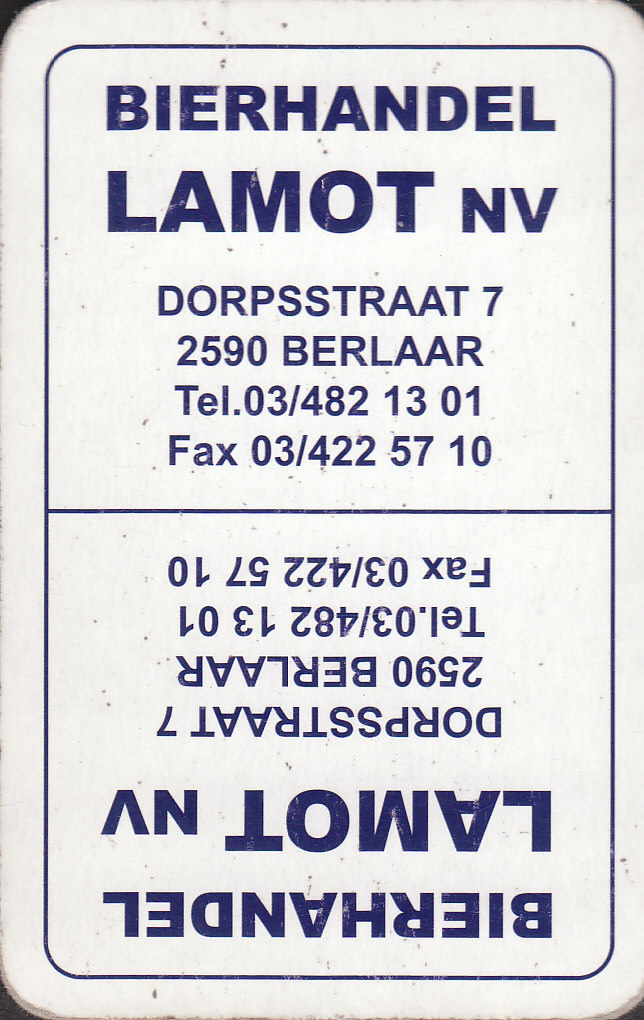 BIERHANDEL
LAMOT NV
DORPSSTRAAT 7
2590 BERLAAR
Tel.03/482 13 01
Fax 03/422 57 10
BIERHANDEL
LAMOT NV
DORPSSTRAAT 7
2590 BERLAAR
Tel.03/482 13 01
Fax 03/422 57 10